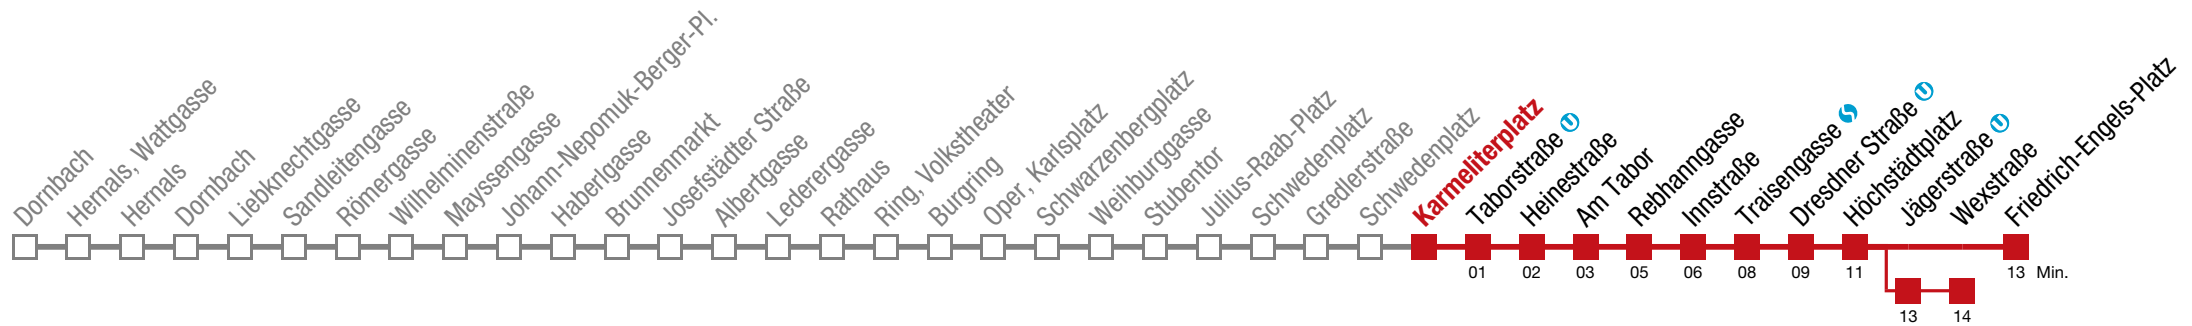 Dornbach
Hernals, Wattgasse
Hernals
Dornbach
Liebknechtgasse
Sandleitengasse
Römergasse
Wilhelminenstraße
Mayssengasse
Johann-Nepomuk-Berger-Pl.
Haberlgasse
Brunnenmarkt
Josefstädter Straße
Albertgasse
Lederergasse
Rathaus
Ring, Volkstheater
Burgring
Oper, Karlsplatz
Schwarzenbergplatz
Weihburggasse
Stubentor
Julius-Raab-Platz
Schwedenplatz
Gredlerstraße
Schwedenplatz
Karmeliterplatz
Taborstraße U
Heinestraße
Am Tabor
Rebhanngasse
Innstraße
Traisengasse S
Dresdner Straße U
Höchstädtplatz
Jägerstraße U
Wexstraße
Friedrich-Engels-Platz
01 02 03 05 06 08 09 11 13 Min.
13 14